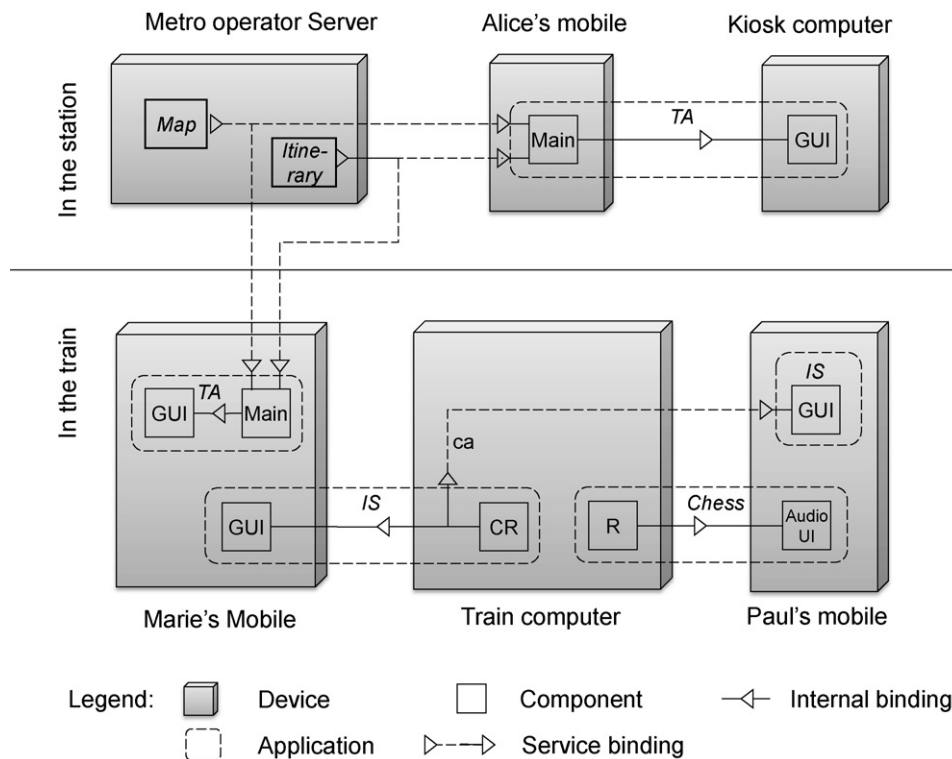 Metro operator Server
Alice's mobile
Kiosk computer
In tne station
Map
Itine-
rary
Main
TA
GUI
In the train
TA
GUI
Main
IS
GUI
ca
IS
GUI
CR
R
Chess
Audio
UI
Marie's Mobile
Train computer
Paul's mobile
Legend:
Device
Component
Internal binding
Application
Service binding